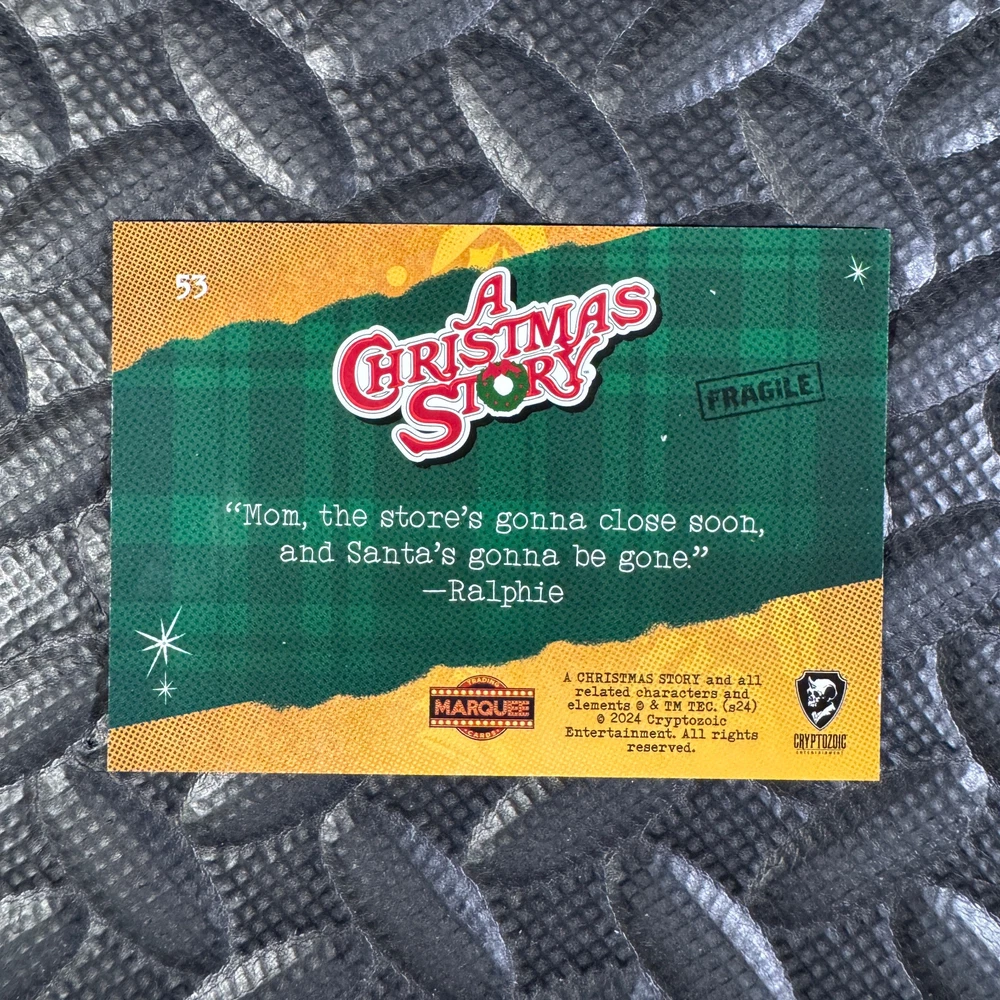 53
A
CHRISTMAS
STORY
FRAGILE
“Mom, the store’s gonna close soon,
and Santa’s gonna be gone.”
—Ralphie
TRADING
MARQUEE
CARDS
A CHRISTMAS STORY and all
related characters and
elements © & TM TEC. (s24)
© 2024 Cryptozoic
Entertainment. All rights
reserved.
CRYPTOZOIC
ENTERTAINMENT